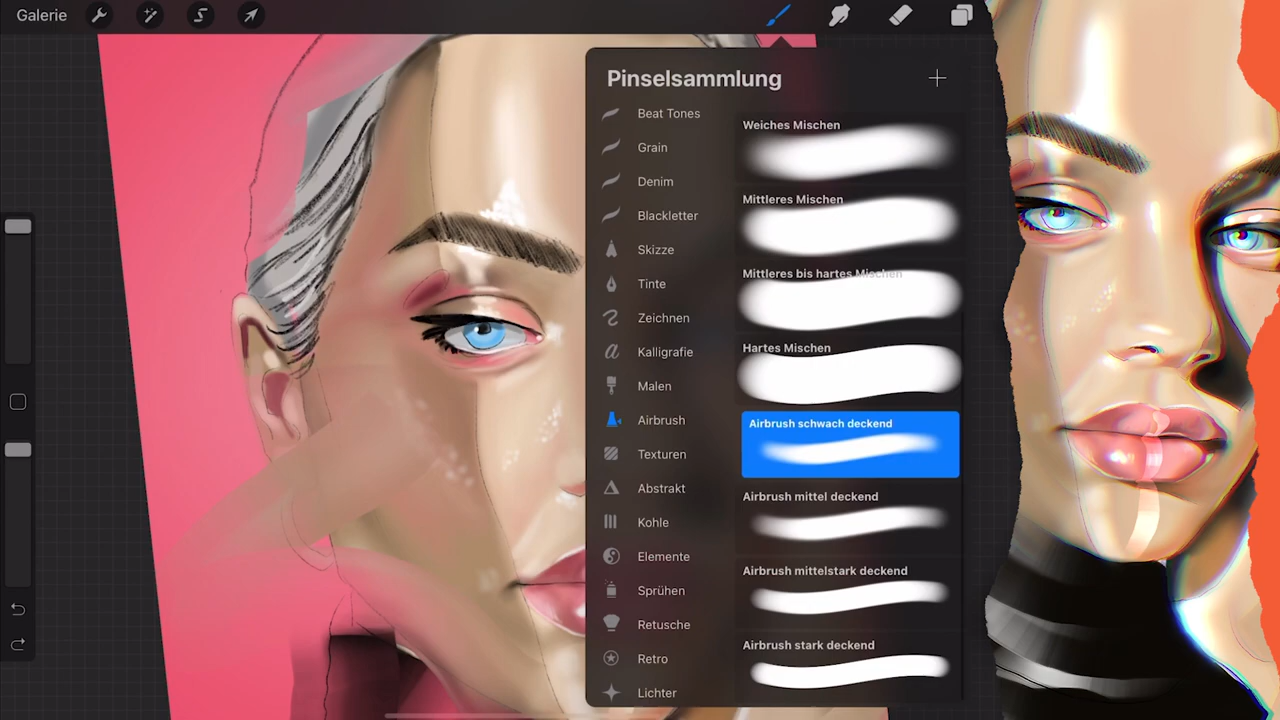 Galerie
Pinselsammlung
Beat Tones
Grain
Denim
Blackletter
Skizze
Tinte
Zeichnen
Kalligrafie
Malen
Airbrush
Texturen
Abstrakt
Kohle
Elemente
Sprühen
Retusche
Retro
Lichter
Weiches Mischen
Mittleres Mischen
Mittleres bis hartes Mischen
Hartes Mischen
Airbrush schwach deckend
Airbrush mittel deckend
Airbrush mittelstark deckend
Airbrush stark deckend